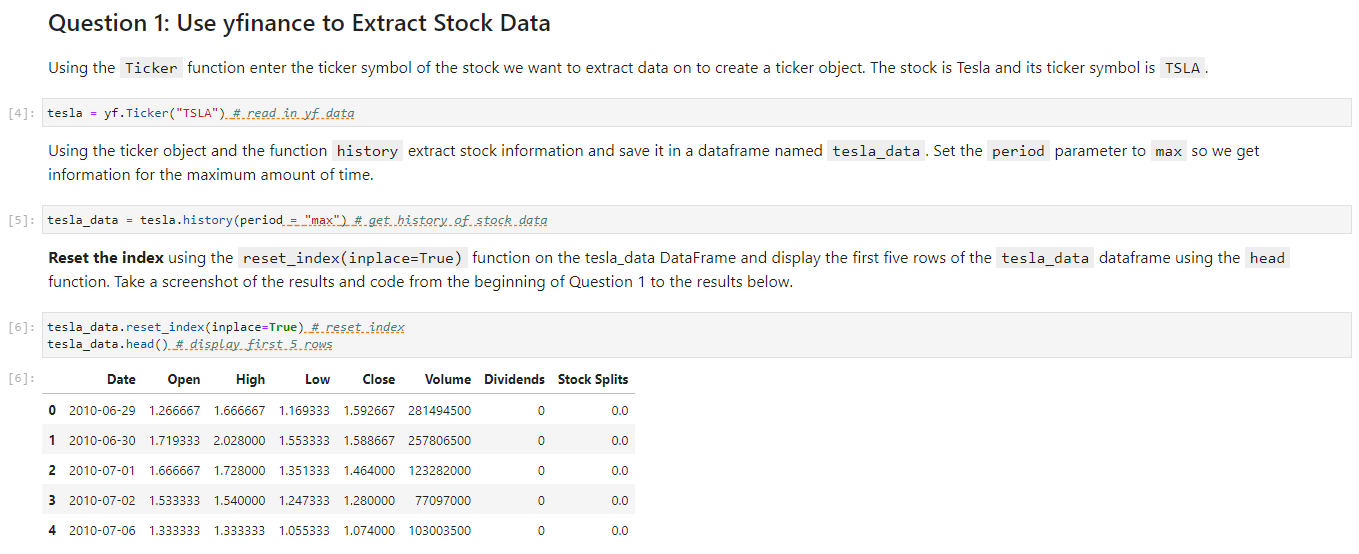 Question 1: Use yfinance to Extract Stock Data
Using the Ticker function enter the ticker symbol of the stock we want to extract data on to create a ticker object. The stock is Tesla and its ticker symbol is TSLA .
[4]: tesla = yf.Ticker("TSLA") # read in yf data
Using the ticker object and the function history extract stock information and save it in a dataframe named tesla_data . Set the period parameter to max so we get
information for the maximum amount of time.
[5]: tesla_data = tesla.history(period = "max") # get history of stock data
Reset the index using the reset_index(inplace=True) function on the tesla_data DataFrame and display the first five rows of the tesla_data dataframe using the head
function. Take a screenshot of the results and code from the beginning of Question 1 to the results below.
[6]: tesla_data.reset_index(inplace=True) # reset index
tesla_data.head() # display first 5 rows
[6]: Date Open High Low Close Volume Dividends Stock Splits
0 2010-06-29 1.266667 1.666667 1.169333 1.592667 281494500 0 0.0
1 2010-06-30 1.719333 2.028000 1.553333 1.588667 257806500 0 0.0
2 2010-07-01 1.666667 1.728000 1.351333 1.464000 123282000 0 0.0
3 2010-07-02 1.533333 1.540000 1.247333 1.280000 77097000 0 0.0
4 2010-07-06 1.333333 1.333333 1.055333 1.074000 103003500 0 0.0